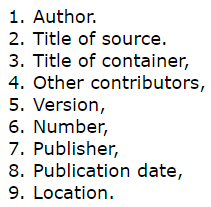 1. Author.
2. Title of source.
3. Title of container,
4. Other contributors,
5. Version,
6. Number,
7. Publisher,
8. Publication date,
9. Location.